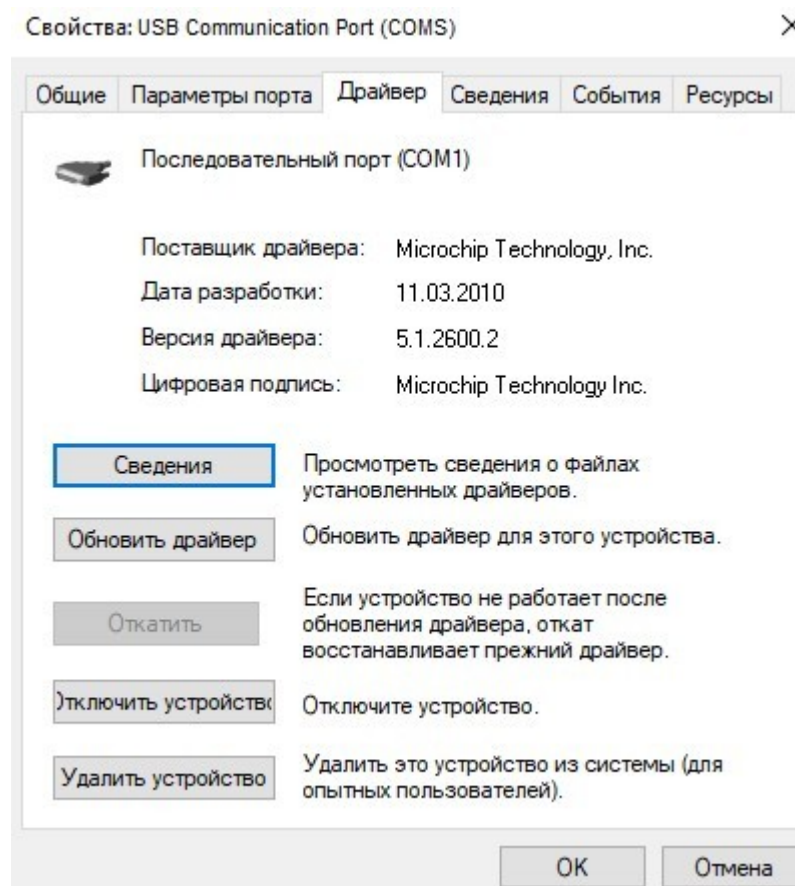 Свойства: USB Communication Port (COMS)
Общие Параметры порта Драйвер Сведения События Ресурсы
Последовательный порт (COM1)
Поставщик драйвера: Microchip Technology, Inc.
Дата разработки: 11.03.2010
Версия драйвера: 5.1.2600.2
Цифровая подпись: Microchip Technology Inc.
Сведения
Просмотреть сведения о файлах
установленных драйверов.
Обновить драйвер
Обновить драйвер для этого устройства.
Откатить
Если устройство не работает после
обновления драйвера, откат
восстанавливает прежний драйвер.
Отключить устройство
Отключите устройство.
Удалить устройство
Удалить это устройство из системы (для
опытных пользователей).
OK Отмена